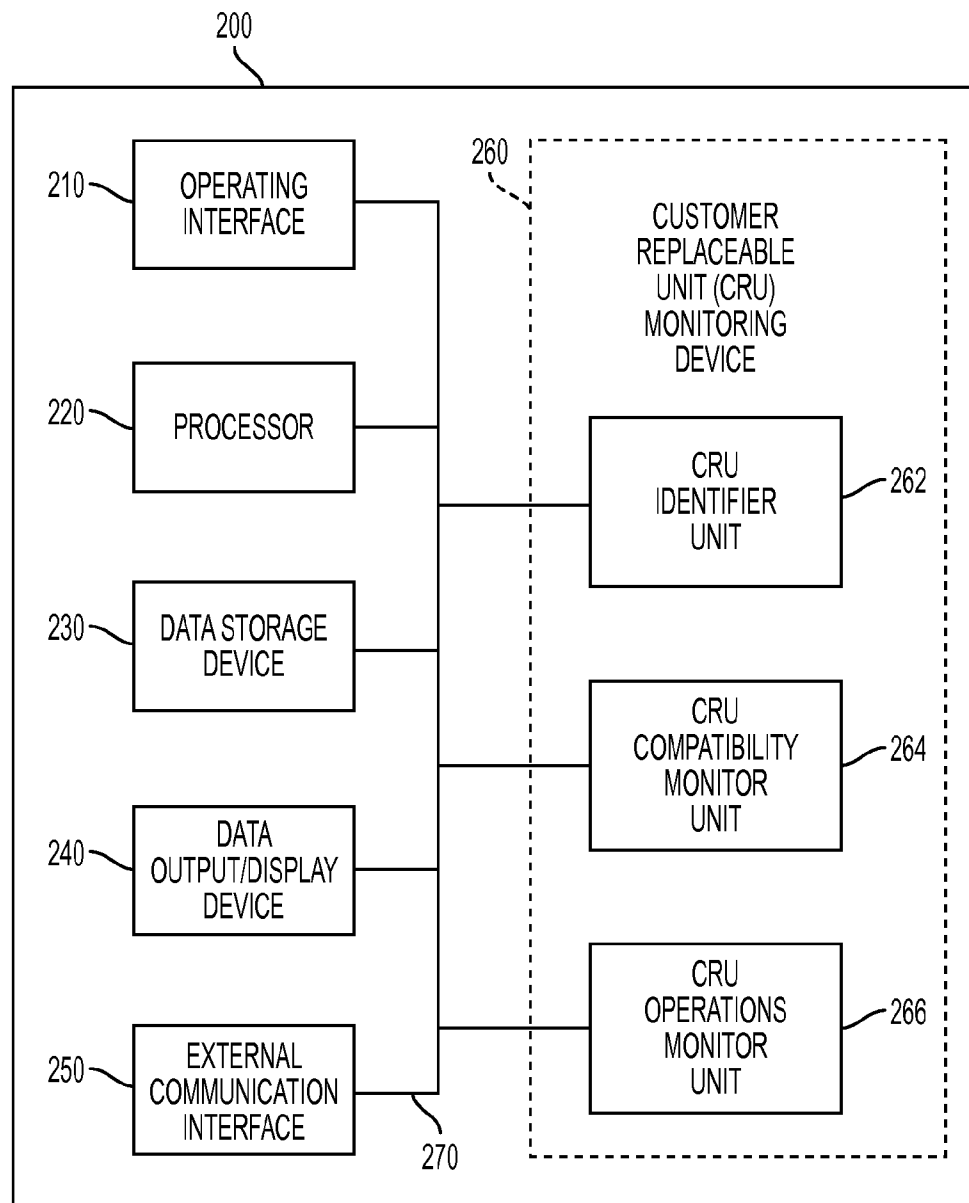 200
210
OPERATING
INTERFACE
220
PROCESSOR
230
DATA STORAGE
DEVICE
240
DATA
OUTPUT/DISPLAY
DEVICE
250
EXTERNAL
COMMUNICATION
INTERFACE
270
260
CUSTOMER
REPLACEABLE
UNIT (CRU)
MONITORING
DEVICE
CRU
IDENTIFIER
UNIT
262
CRU
COMPATIBILITY
MONITOR
UNIT
264
CRU
OPERATIONS
MONITOR
UNIT
266